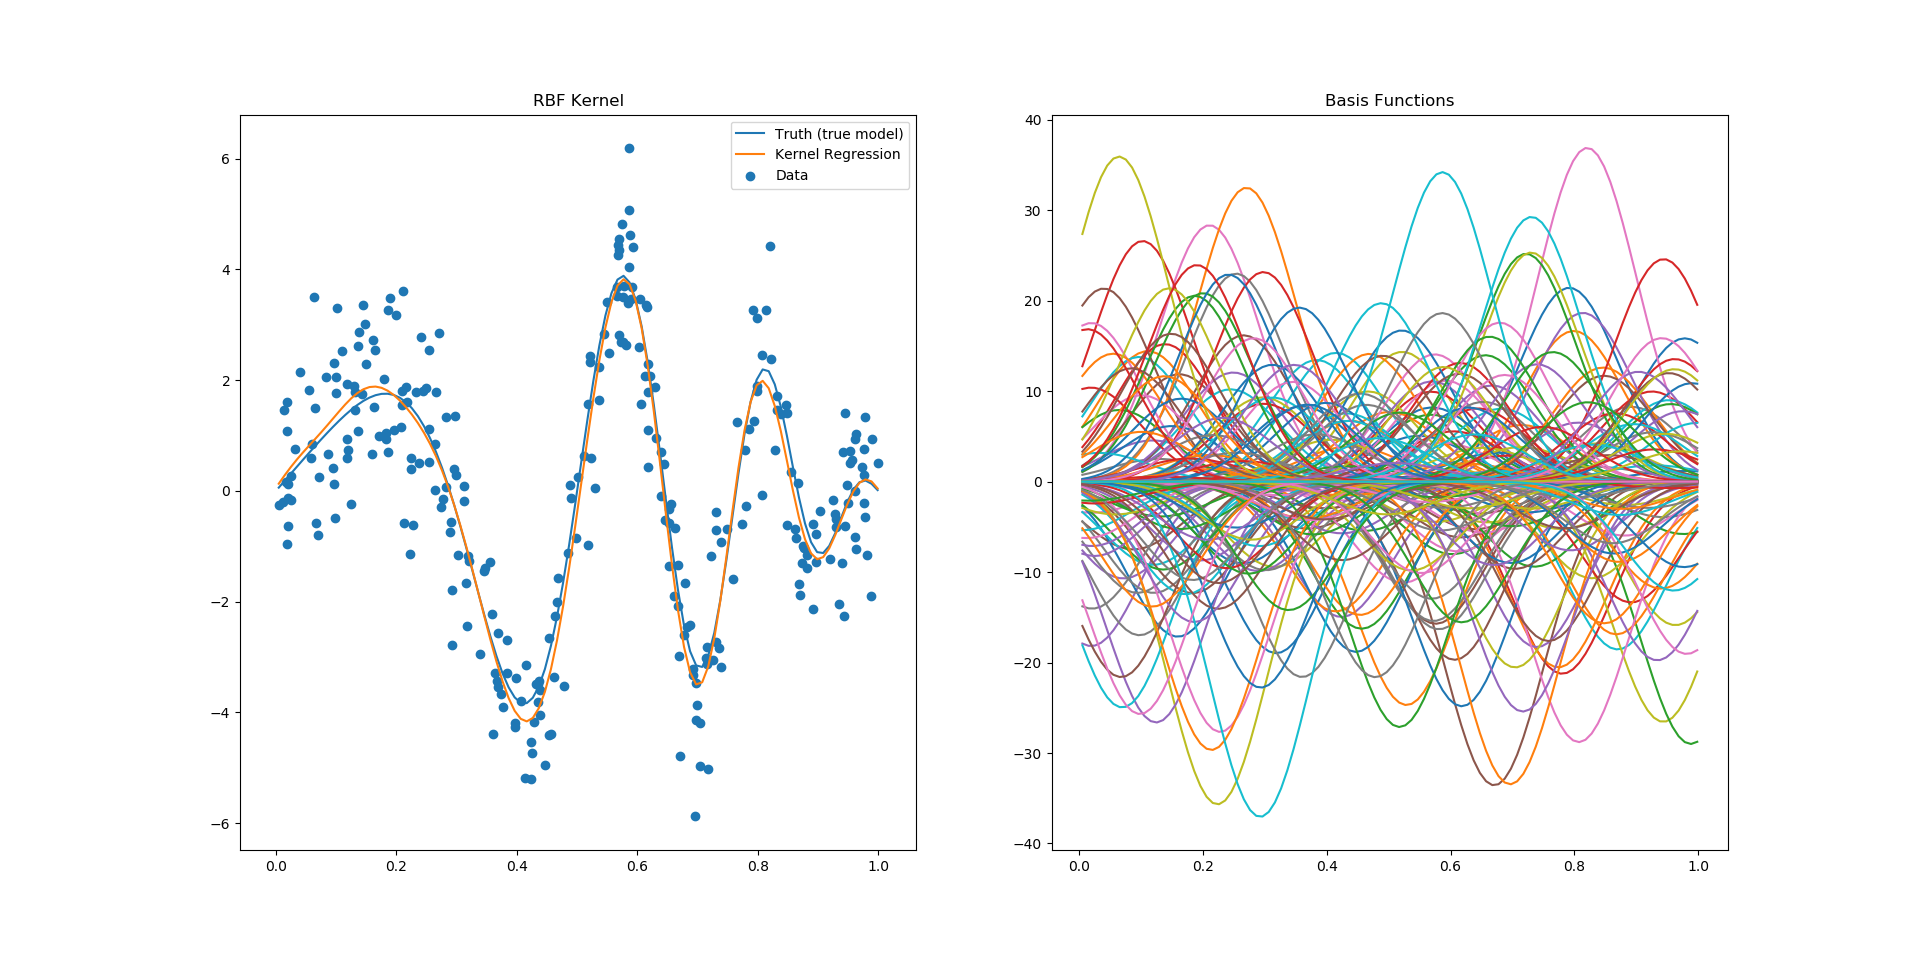 RBF Kernel
Truth (true model)
Kernel Regression
Data
6
4
2
0
−2
−4
−6
0.0 0.2 0.4 0.6 0.8 1.0
Basis Functions
40
30
20
10
0
−10
−20
−30
−40
0.0 0.2 0.4 0.6 0.8 1.0